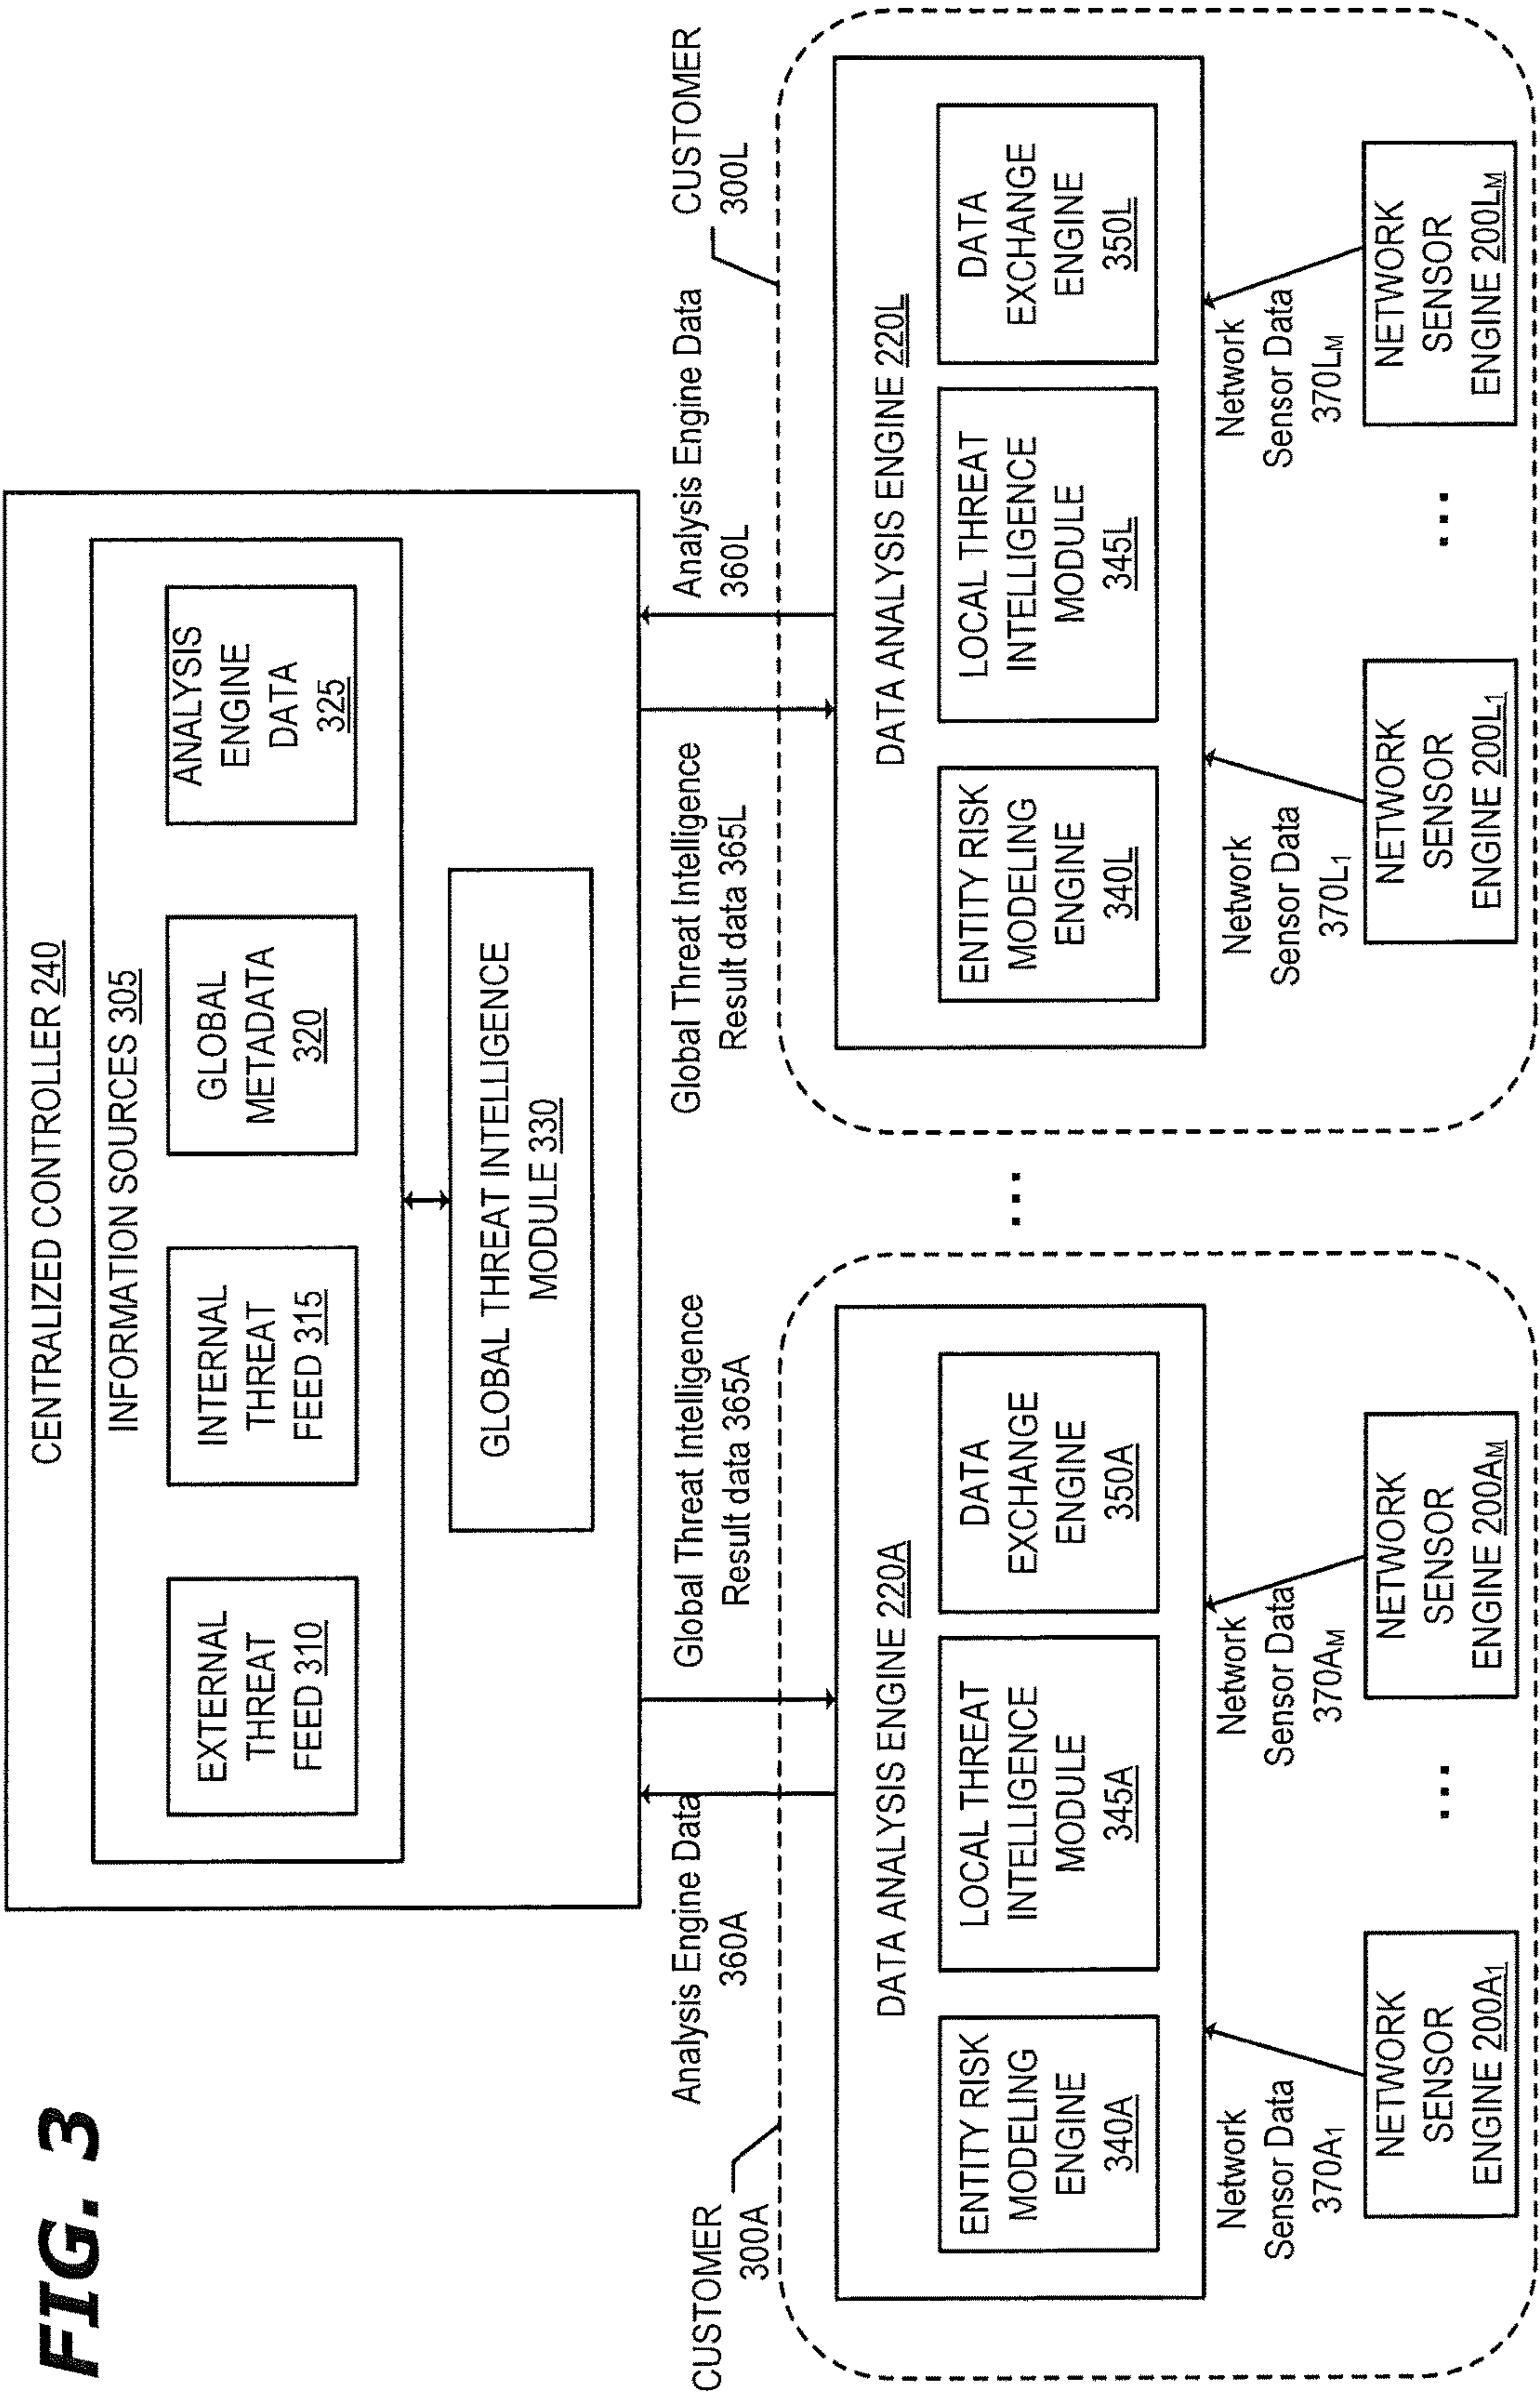 FIG. 3
CENTRALIZED CONTROLLER 240
INFORMATION SOURCES 305
EXTERNAL
THREAT
FEED 310
INTERNAL
THREAT
FEED 315
GLOBAL
METADATA
320
ANALYSIS
ENGINE
DATA
325
GLOBAL THREAT INTELLIGENCE
MODULE 330
CUSTOMER
300A
Analysis Engine Data
360A
Global Threat Intelligence
Result data 365A
Global Threat Intelligence
Result data 365L
Analysis Engine Data
360L
CUSTOMER
300L
DATA ANALYSIS ENGINE 220A
ENTITY RISK
MODELING
ENGINE
340A
LOCAL THREAT
INTELLIGENCE
MODULE
345A
DATA
EXCHANGE
ENGINE
350A
...
DATA ANALYSIS ENGINE 220L
ENTITY RISK
MODELING
ENGINE
340L
LOCAL THREAT
INTELLIGENCE
MODULE
345L
DATA
EXCHANGE
ENGINE
350L
Network
Sensor Data
370A1
Network
Sensor Data
370AM
Network
Sensor Data
370L1
Network
Sensor Data
370LM
NETWORK
SENSOR
ENGINE 200A1
...
NETWORK
SENSOR
ENGINE 200AM
NETWORK
SENSOR
ENGINE 200L1
...
NETWORK
SENSOR
ENGINE 200LM